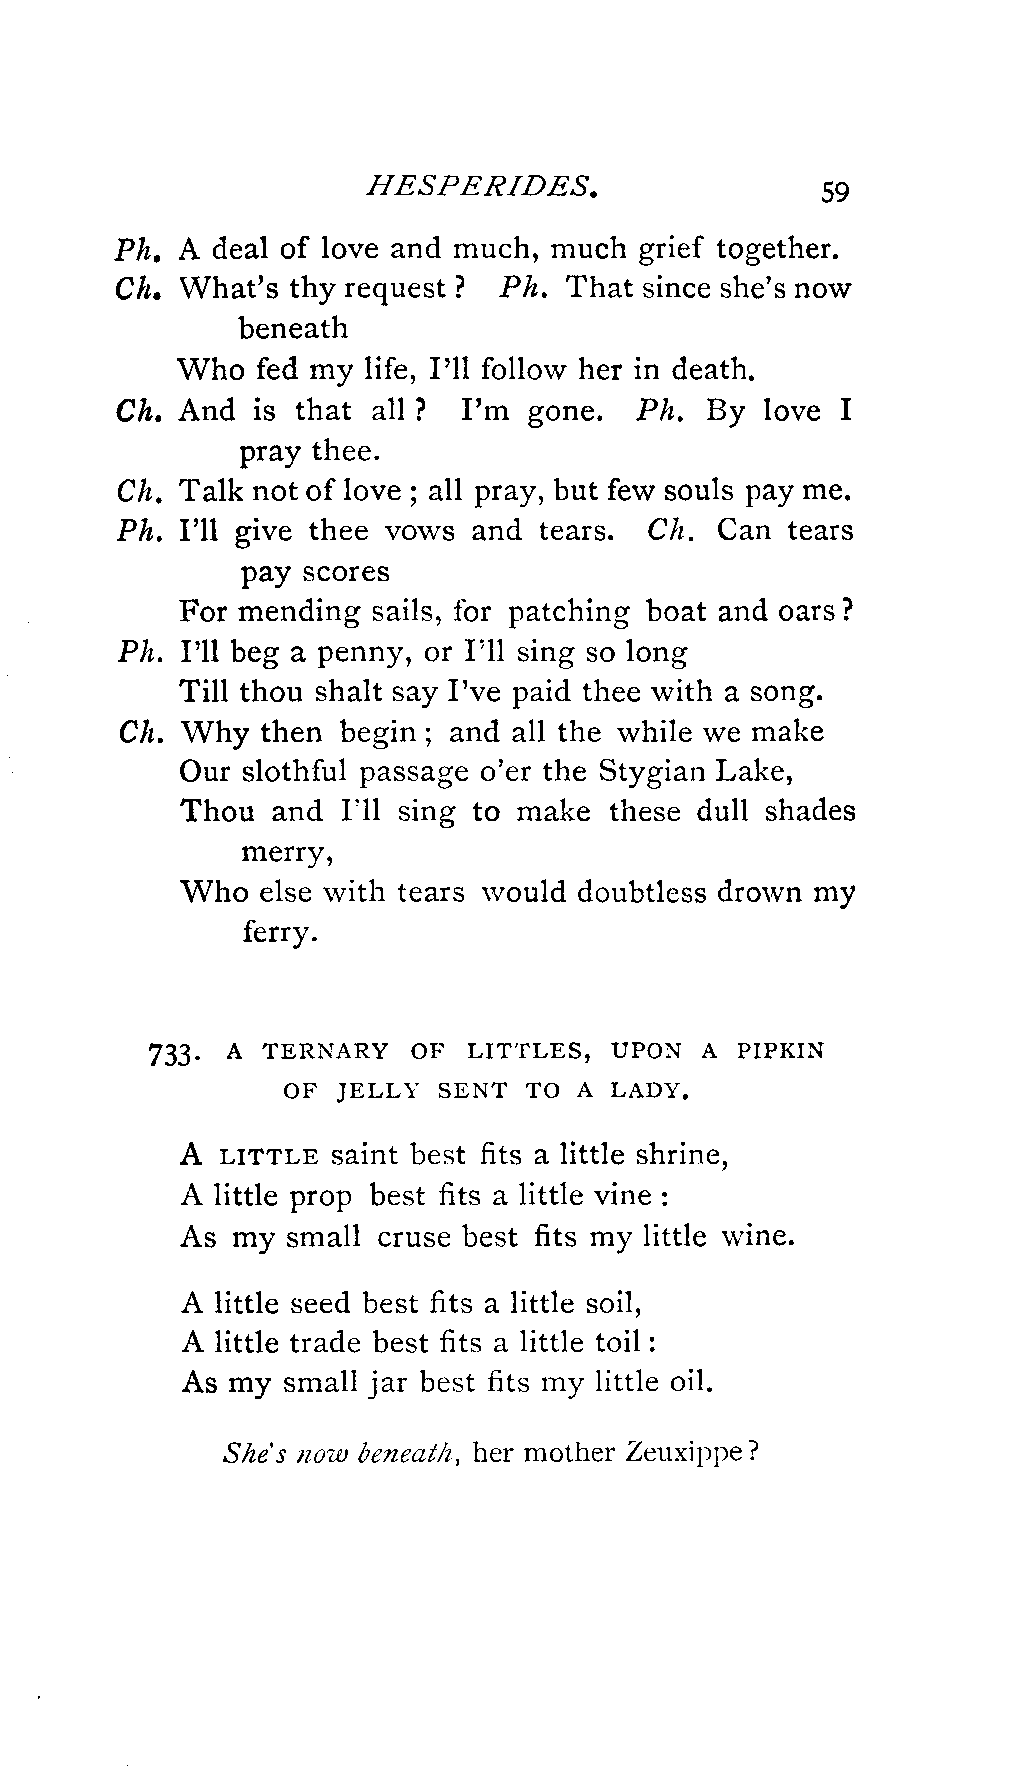 HESPERIDES. 59
Ph. A deal of love and much, much grief together.
Ch. What's thy request? Ph. That since she's now
beneath
Who fed my life, I'll follow her in death.
Ch. And is that all? I'm gone. Ph. By love I
pray thee.
Ch. Talk not of love; all pray, but few souls pay me.
Ph. I'll give thee vows and tears. Ch. Can tears
pay scores
For mending sails, for patching boat and oars?
Ph. I'll beg a penny, or I'll sing so long
Till thou shalt say I've paid thee with a song.
Ch. Why then begin; and all the while we make
Our slothful passage o'er the Stygian Lake,
Thou and I'll sing to make these dull shades
merry,
Who else with tears would doubtless drown my
ferry.
733. A TERNARY OF LITTLES, UPON A PIPKIN
OF JELLY SENT TO A LADY.
A LITTLE saint best fits a little shrine,
A little prop best fits a little vine:
As my small cruse best fits my little wine.
A little seed best fits a little soil,
A little trade best fits a little toil:
As my small jar best fits my little oil.
She's now beneath, her mother Zeuxippe?